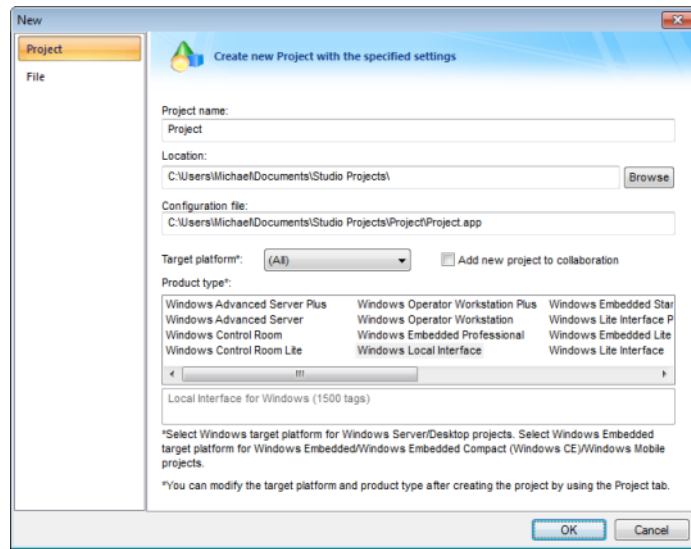 New
Project
File
Create new Project with the specified settings
Project name:
Project
Location:
C:\Users\Michael\Documents\Studio Projects\
Browse
Configuration file:
C:\Users\Michael\Documents\Studio Projects\Project\Project.app
Target platform*:
(All)
Add new project to collaboration
Product type*:
Windows Advanced Server Plus Windows Operator Workstation Plus Windows Embedded Star
Windows Advanced Server Windows Operator Workstation Windows Lite Interface P
Windows Control Room Windows Embedded Professional Windows Embedded Lite
Windows Control Room Lite Windows Local Interface Windows Lite Interface
Local Interface for Windows (1500 tags)
*Select Windows target platform for Windows Server/Desktop projects. Select Windows Embedded
target platform for Windows Embedded/Windows Embedded Compact (Windows CE)/Windows Mobile
projects.
*You can modify the target platform and product type after creating the project by using the Project tab.
OK
Cancel